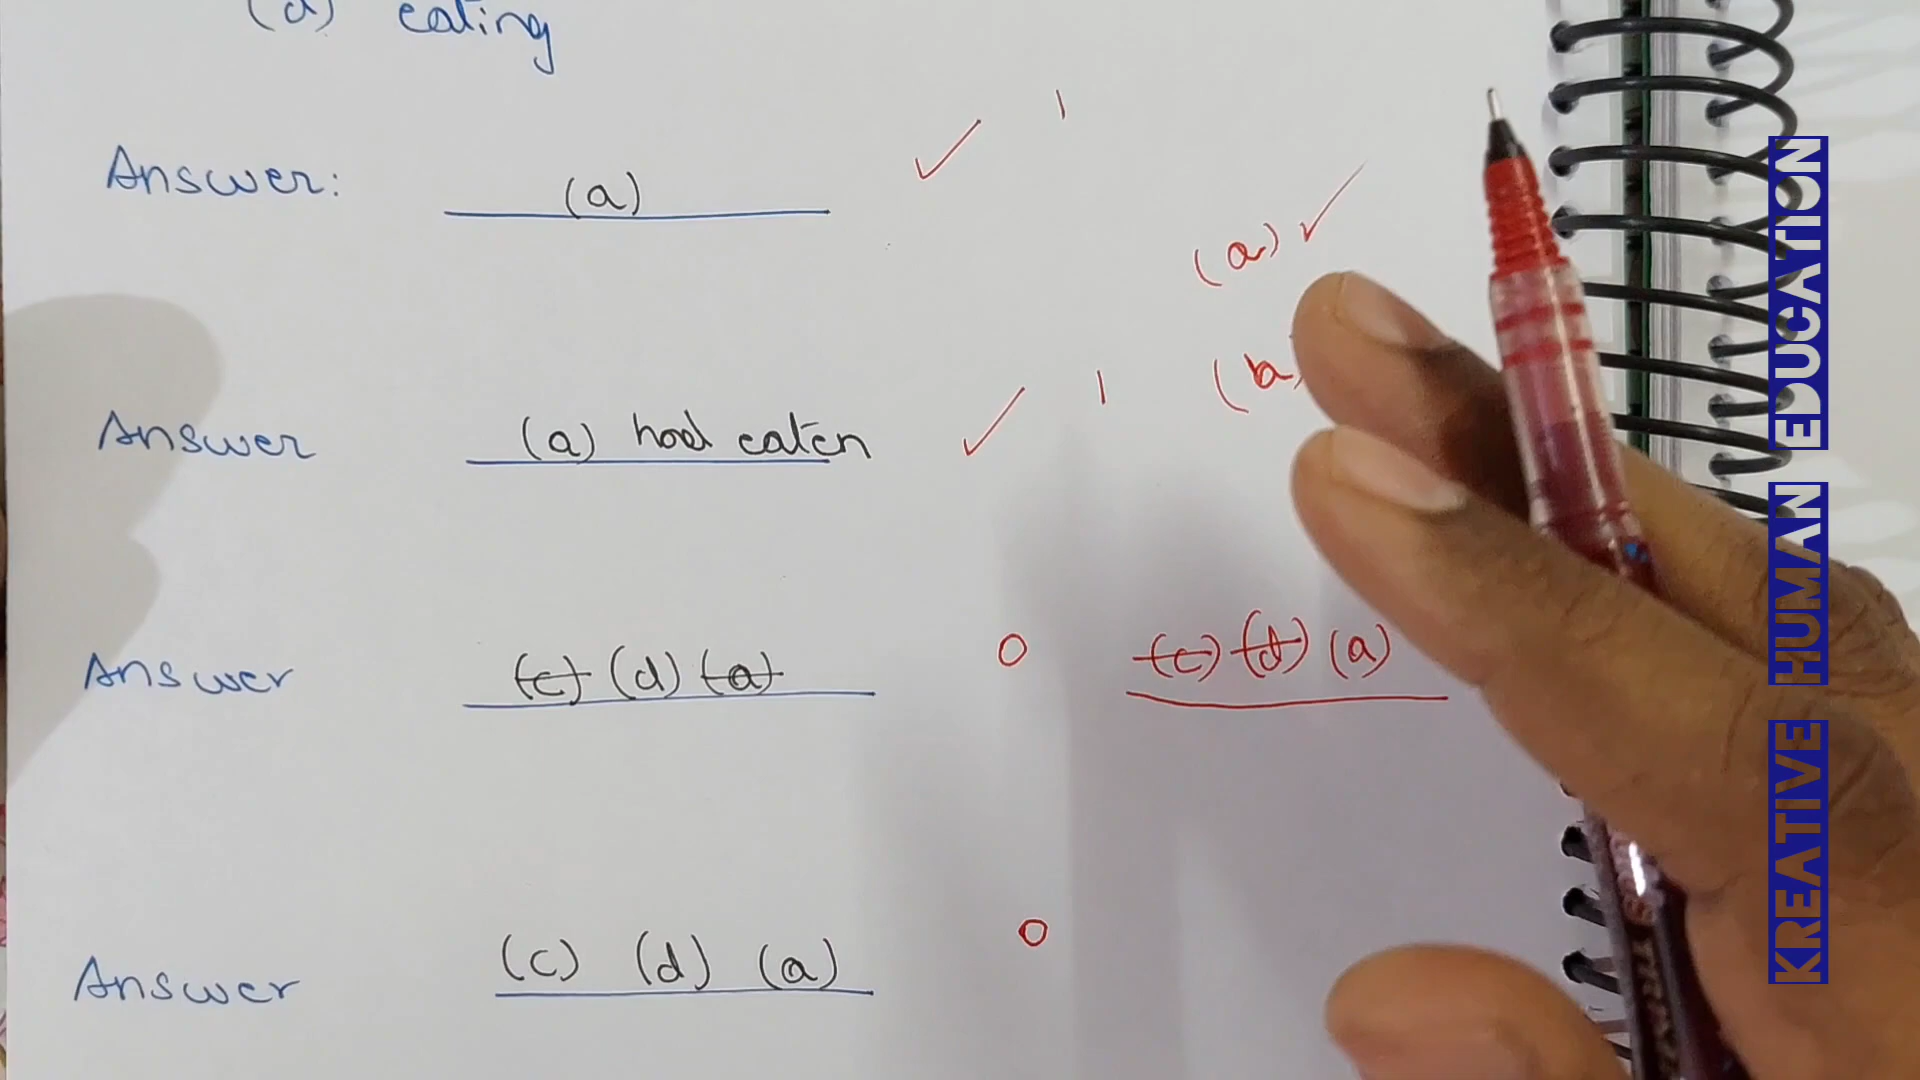 (d) eating
Answer: (a) ✓ 1
(a) ✓
Answer (a) had eaten ✓ 1
(b)
Answer (c) (d) (a) 0 (c) (d) (a)
Answer (c) (d) (a) 0
KREATIVE HUMAN EDUCATION